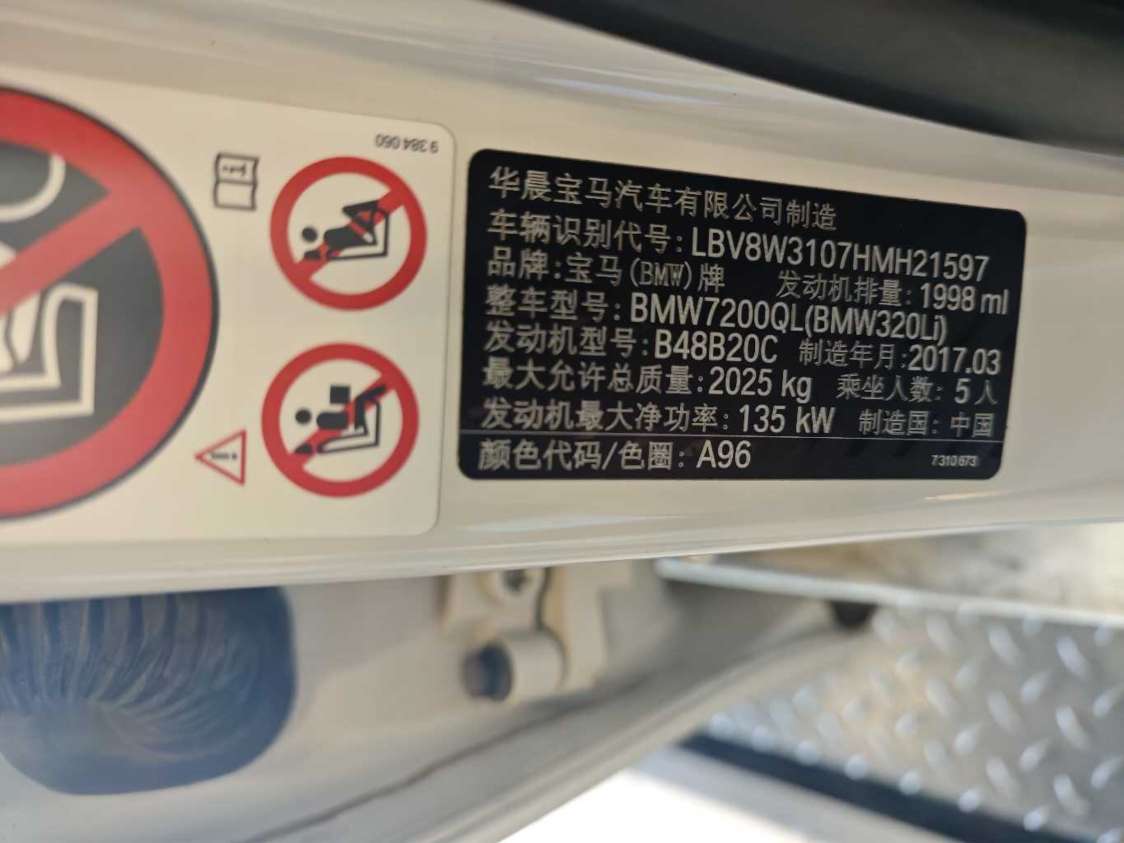 9 384 060
华晨宝马汽车有限公司制造
车辆识别代号: LBV8W3107HMH21597
品牌:宝马(BMW)牌 发动机排量: 1998 ml
整车型号: BMW7200QL(BMW320Li)
发动机型号: B48B20C 制造年月:2017.03
最大允许总质量: 2025 kg 乘坐人数: 5人
发动机最大净功率: 135 kW 制造国: 中国
颜色代码/色圈: A96
7310 673